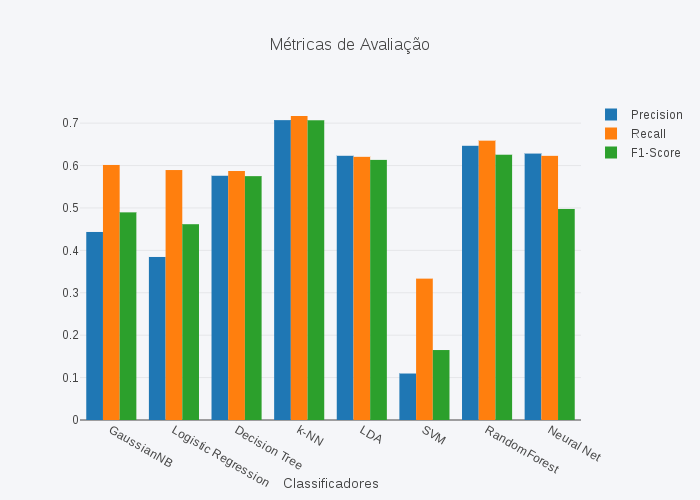 Métricas de Avaliação
Precision
Recall
F1-Score
0.7
0.6
0.5
0.4
0.3
0.2
0.1
0
GaussianNB
Logistic Regression
Decision Tree
k-NN
LDA
SVM
RandomForest
Neural Net
Classificadores